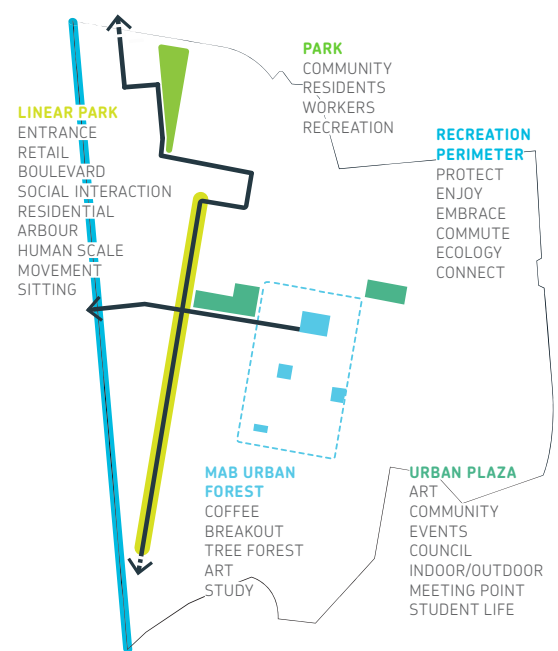 PARK
COMMUNITY
RESIDENTS
WORKERS
RECREATION
LINEAR PARK
ENTRANCE
RETAIL
BOULEVARD
SOCIAL INTERACTION
RESIDENTIAL
ARBOUR
HUMAN SCALE
MOVEMENT
SITTING
RECREATION
PERIMETER
PROTECT
ENJOY
EMBRACE
COMMUTE
ECOLOGY
CONNECT
MAB URBAN
FOREST
COFFEE
BREAKOUT
TREE FOREST
ART
STUDY
URBAN PLAZA
ART
COMMUNITY
EVENTS
COUNCIL
INDOOR/OUTDOOR
MEETING POINT
STUDENT LIFE